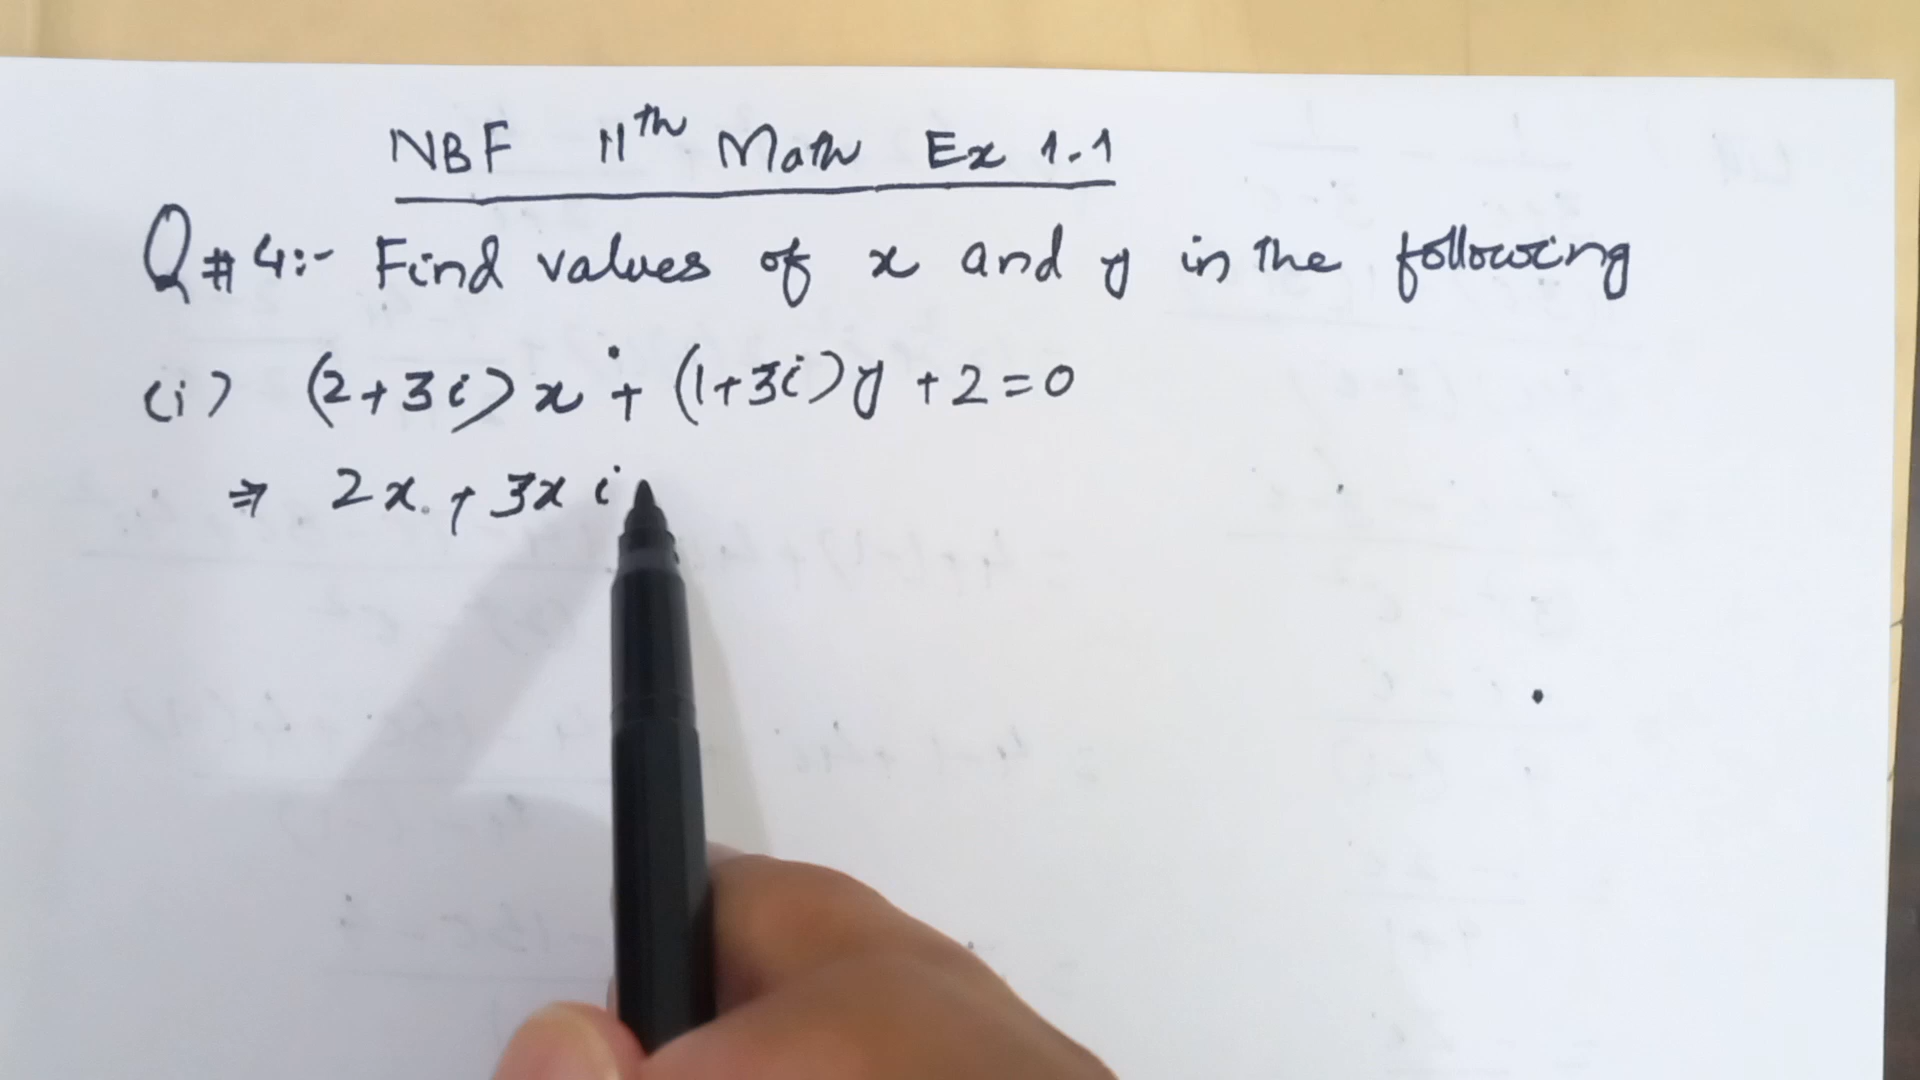 NBF 11th Math Ex 1.1
Q#4:- Find values of x and y in the following
(i) (2+3i)x + (1+3i)y + 2 = 0
⇒ 2x + 3xi